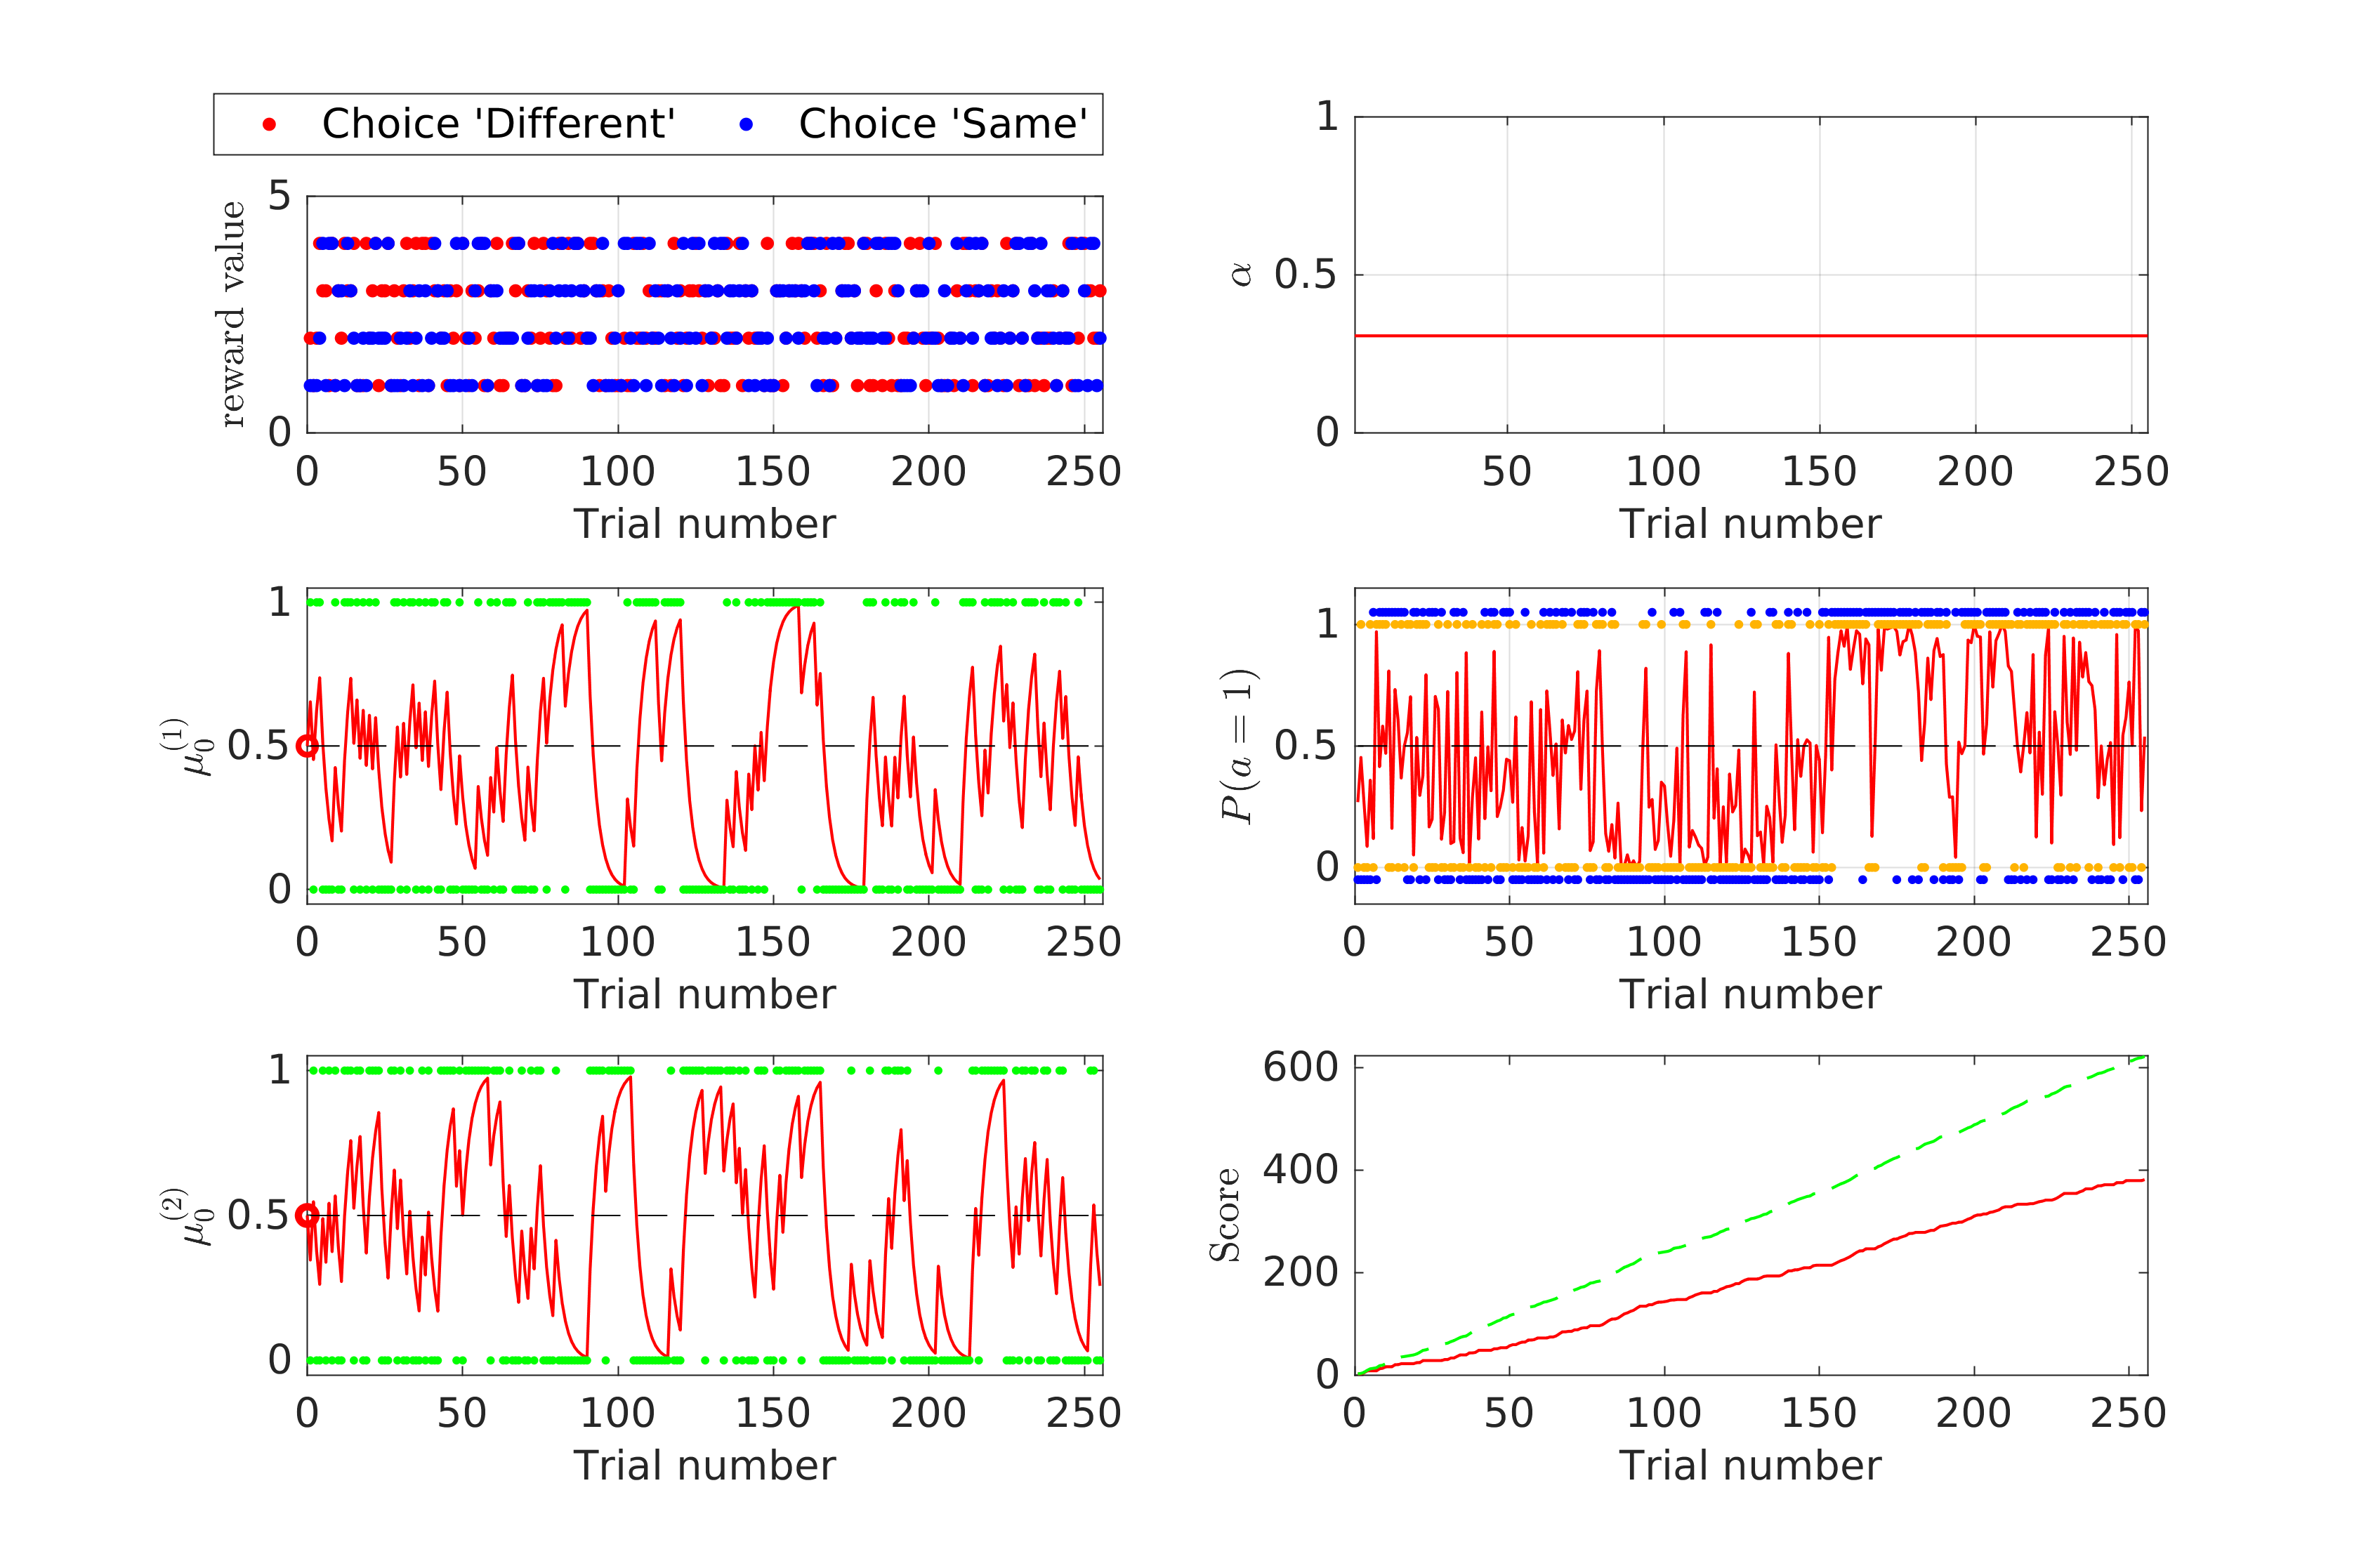 Choice 'Different' Choice 'Same'
5
0
reward value
0 50 100 150 200 250
Trial number
1
0.5
0
α
50 100 150 200 250
Trial number
1
0.5
0
μ₀⁽¹⁾
0 50 100 150 200 250
Trial number
1
0.5
0
P(a = 1)
0 50 100 150 200 250
Trial number
1
0.5
0
μ₀⁽²⁾
0 50 100 150 200 250
Trial number
600
400
200
0
Score
0 50 100 150 200 250
Trial number